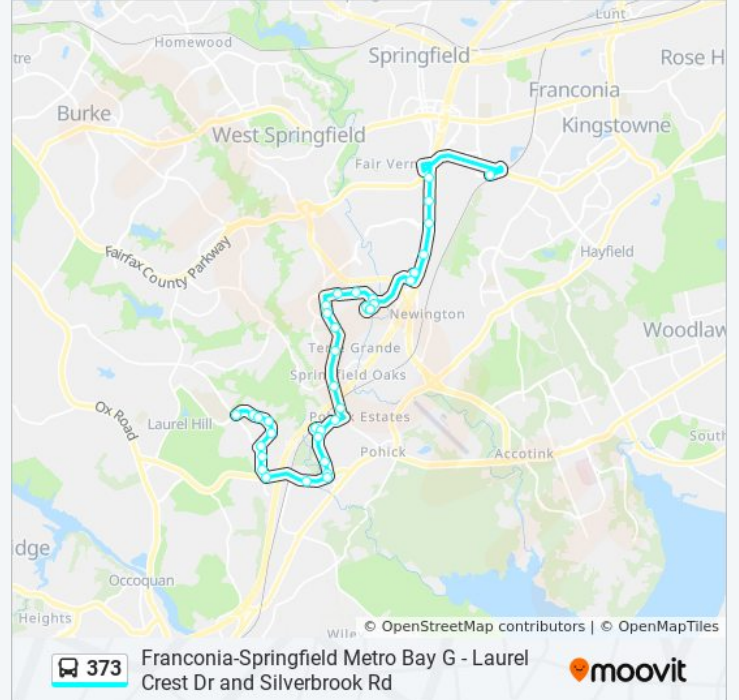 Lunt
Homewood
Springfield
tre
Rose H
Franconia
Burke
Kingstowne
West Springfield
Fair Vern
Fairfax County Parkway
Hayfield
Newington
Woodlaw
Terra Grande
Springfield Oaks
Ox Road
Laurel Hill
Pohick Estates
South
Pohick
Accotink
idge
Occoquan
Heights
© OpenStreetMap contributors | © OpenMapTiles
373
Franconia-Springfield Metro Bay G - Laurel
Crest Dr and Silverbrook Rd
moovit